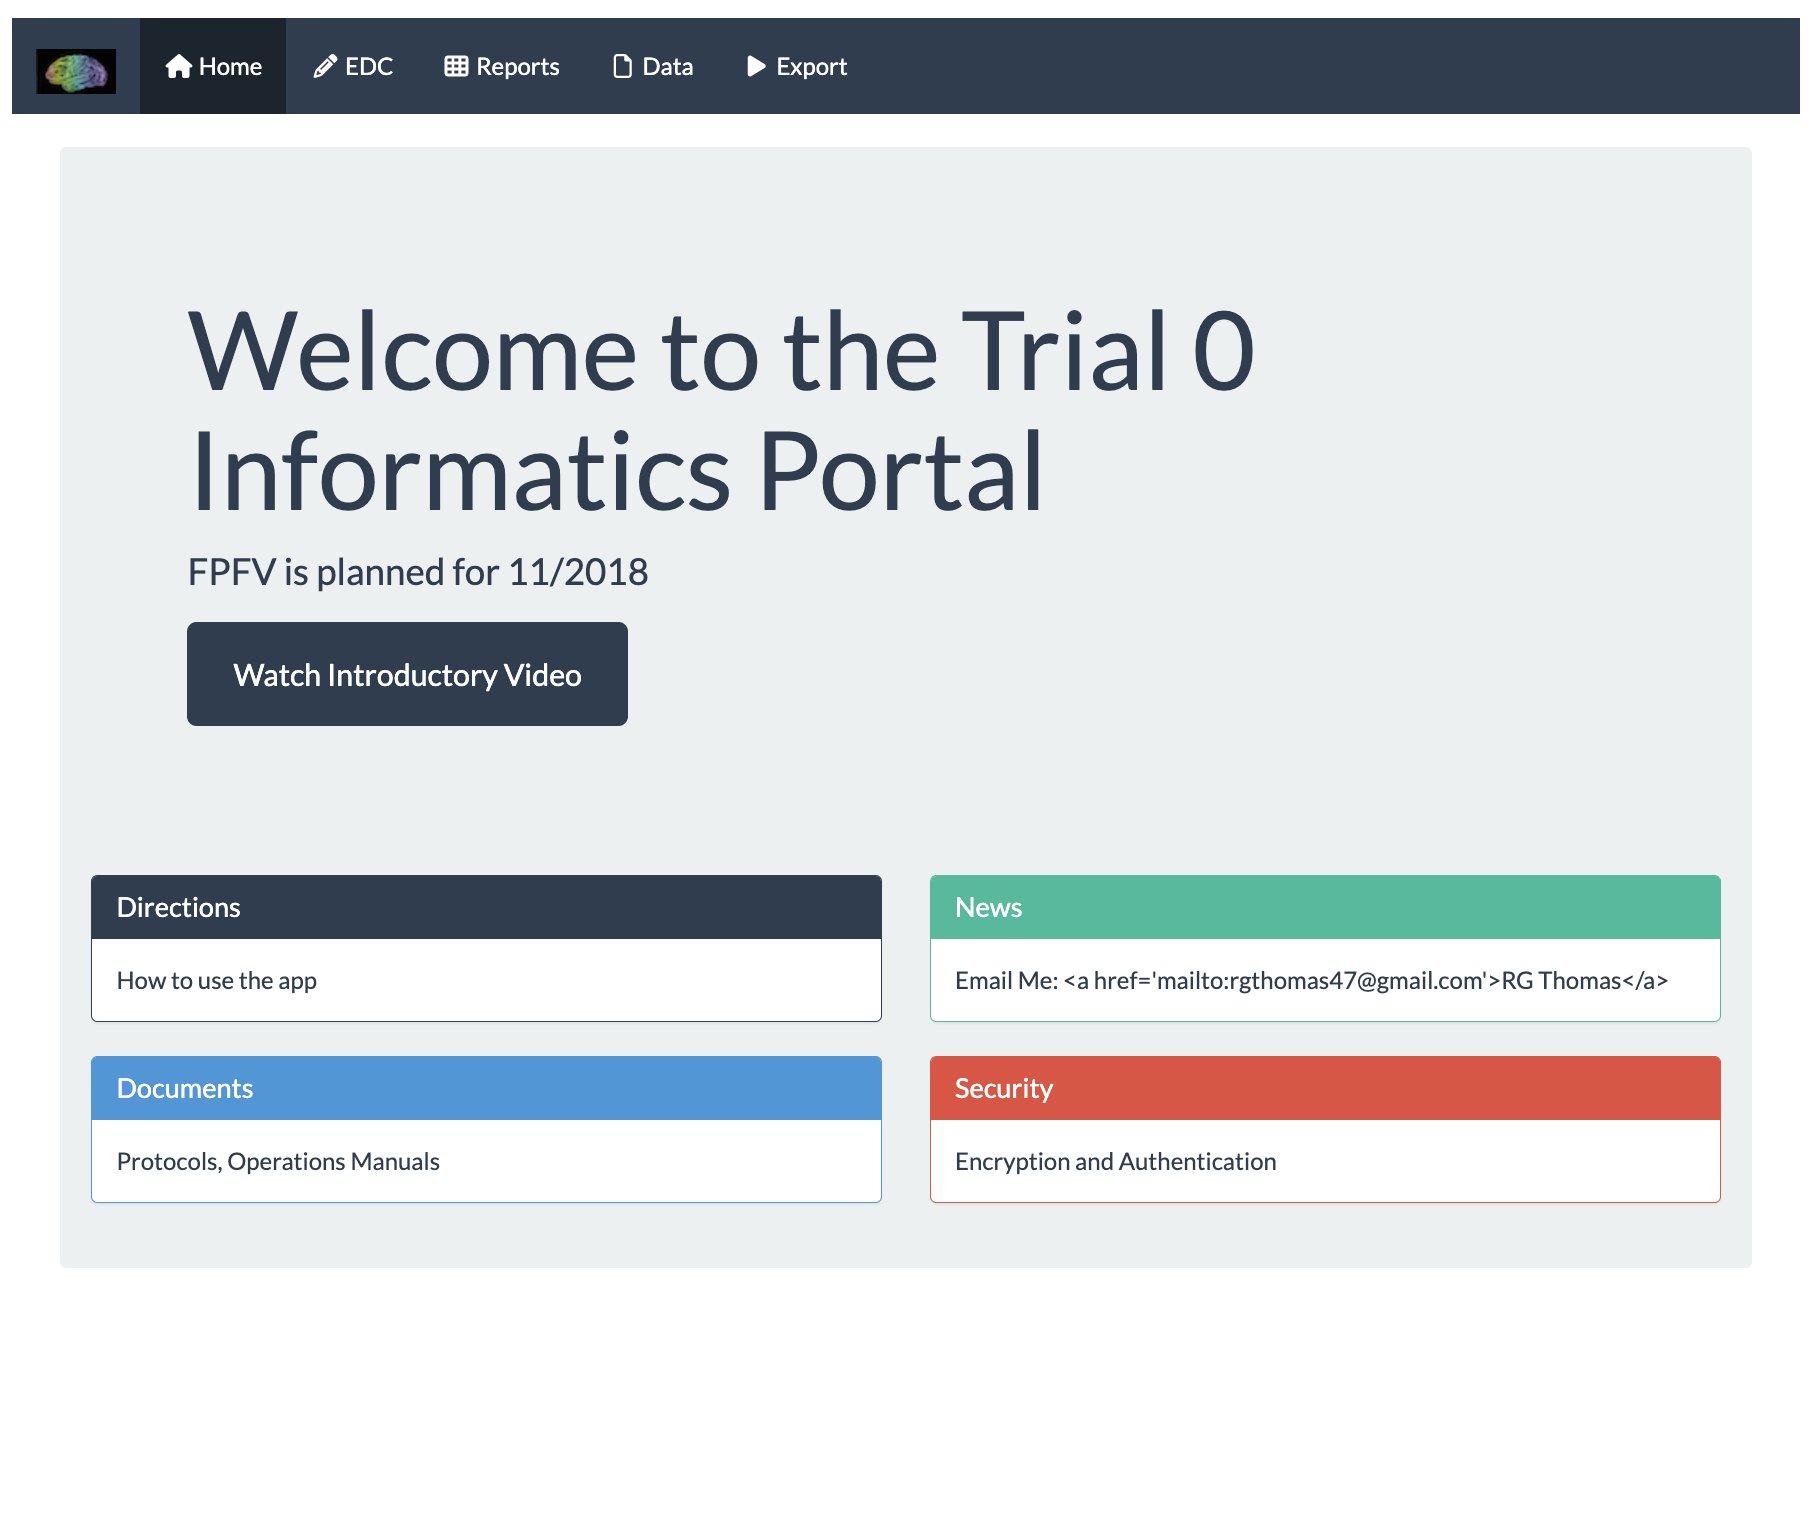 Home EDC Reports Data Export
Welcome to the Trial 0
Informatics Portal
FPFV is planned for 11/2018
Watch Introductory Video
Directions
How to use the app
News
Email Me: <a href='mailto:rgthomas47@gmail.com'>RG Thomas</a>
Documents
Protocols, Operations Manuals
Security
Encryption and Authentication